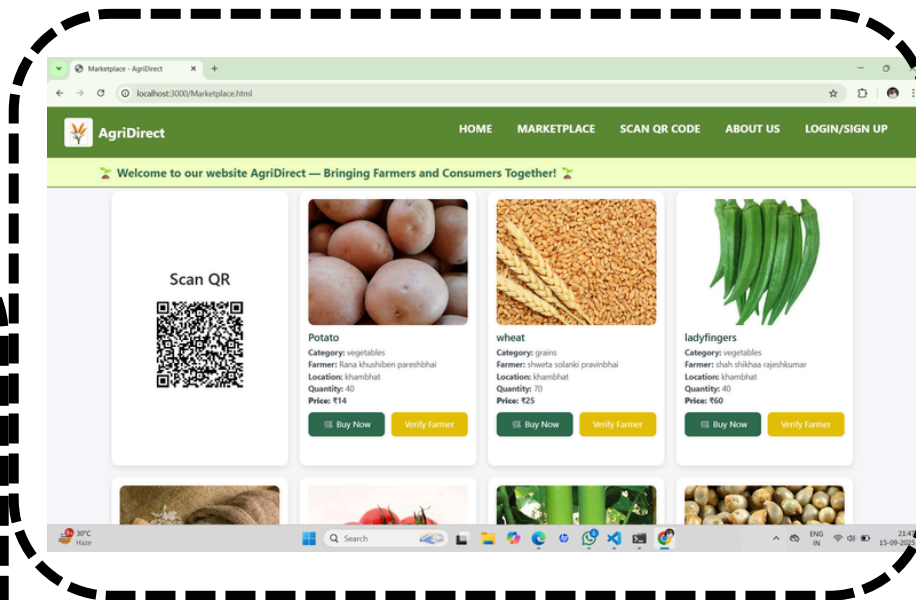 Marketplace - AgriDirect
localhost:3000/Marketplace.html
AgriDirect
HOME MARKETPLACE SCAN QR CODE ABOUT US LOGIN/SIGN UP
Welcome to our website AgriDirect — Bringing Farmers and Consumers Together!
Scan QR
Potato
Category: vegetables
Farmer: Rana khushiben pareshbhai
Location: khambhat
Quantity: 40
Price: ₹14
Buy Now Verify Farmer
wheat
Category: grains
Farmer: shweta solanki pravinbhai
Location: khambhat
Quantity: 70
Price: ₹25
Buy Now Verify Farmer
ladyfingers
Category: vegetables
Farmer: shah shikhaa rajeshkumar
Location: khambhat
Quantity: 40
Price: ₹60
Buy Now Verify Farmer
30°C
Haze
Search
ENG
IN
15-09-2025